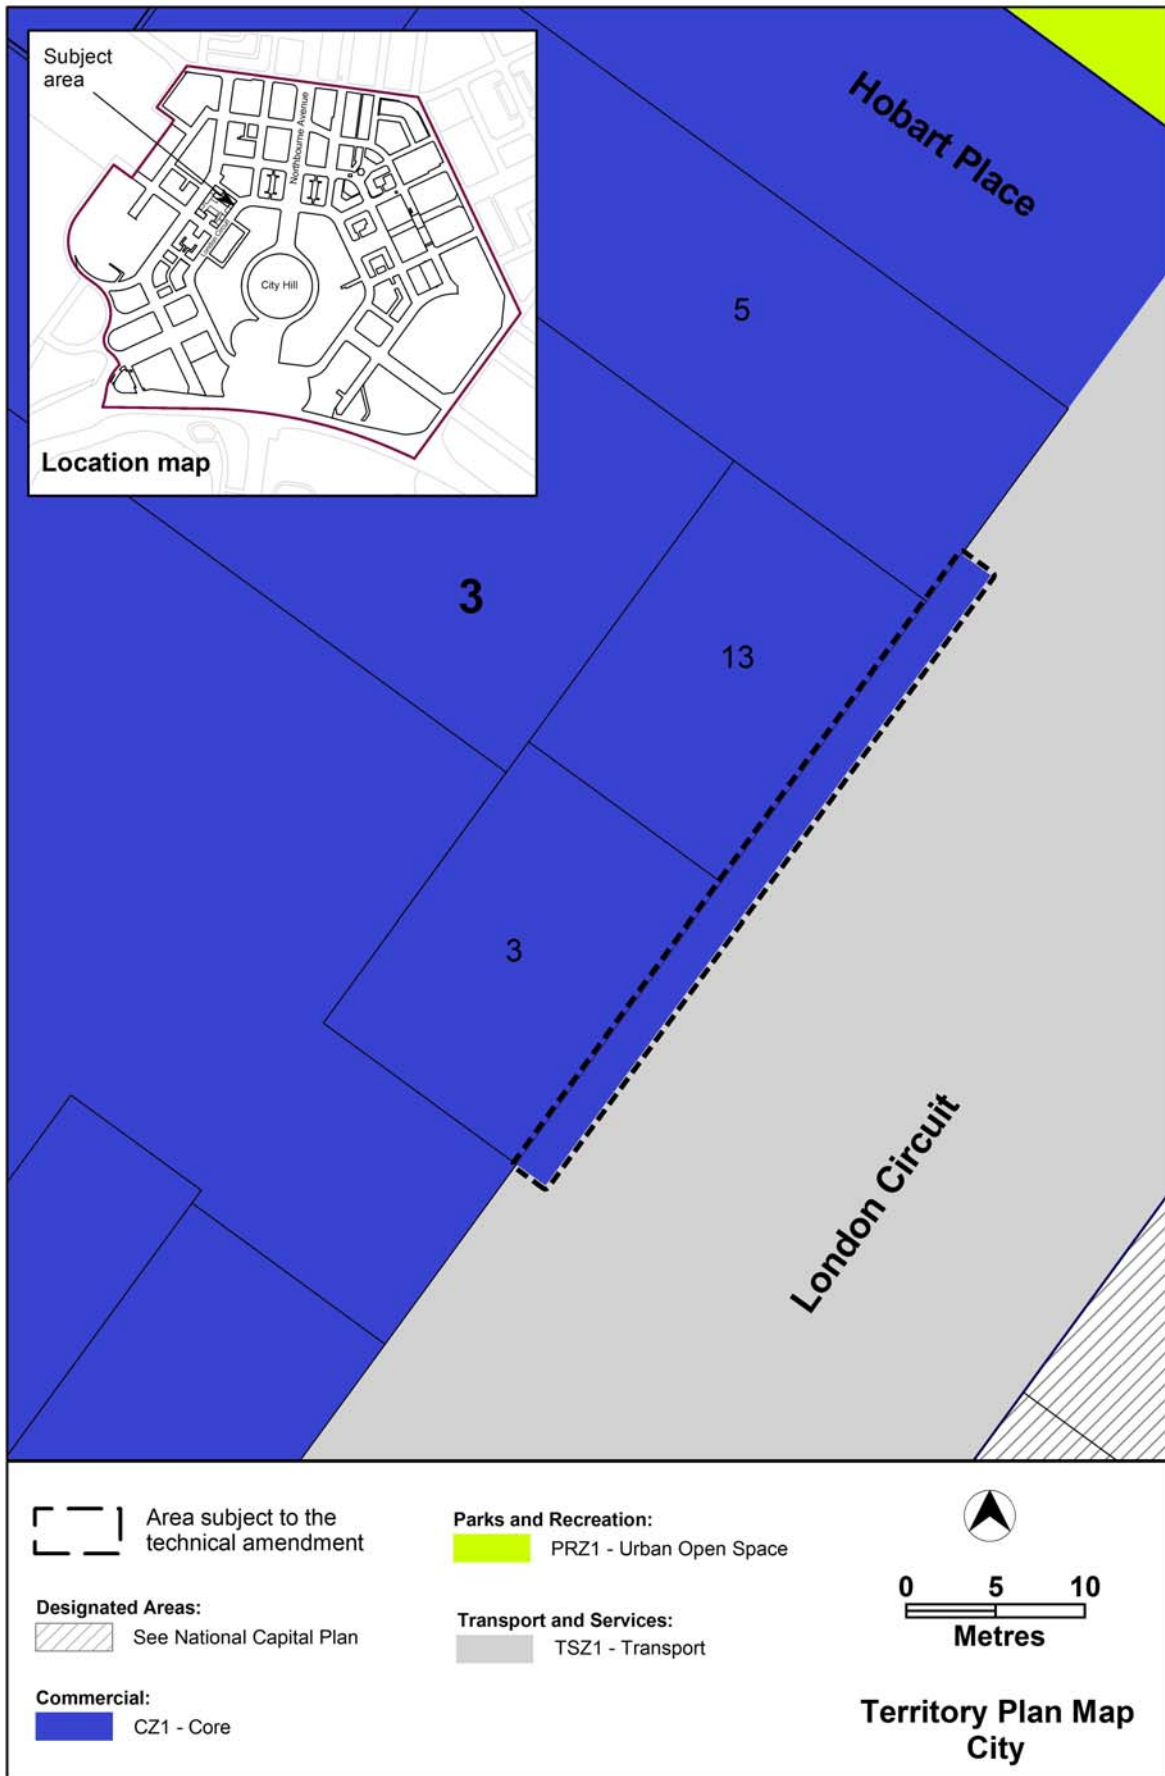 Subject
area
Northbourne Avenue
London Circuit
City Hill
Location map
Hobart Place
5
3
13
3
London Circuit
Area subject to the
technical amendment
Designated Areas:
See National Capital Plan
Commercial:
CZ1 - Core
Parks and Recreation:
PRZ1 - Urban Open Space
Transport and Services:
TSZ1 - Transport
0 5 10
Metres
Territory Plan Map
City